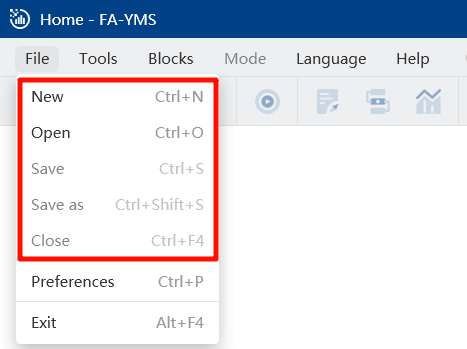 Home - FA-YMS
File Tools Blocks Mode Language Help
New Ctrl+N
Open Ctrl+O
Save Ctrl+S
Save as Ctrl+Shift+S
Close Ctrl+F4
Preferences Ctrl+P
Exit Alt+F4